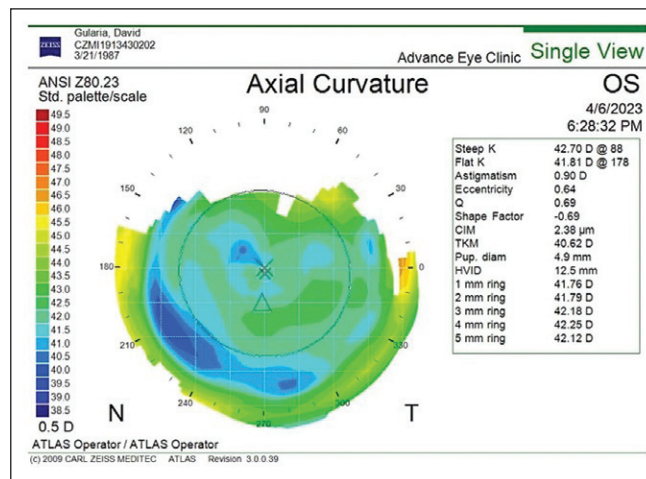 Gularia, David
CZMI1913430202
3/21/1987
ZEISS
Advance Eye Clinic Single View
ANSI Z80.23
Std. palette/scale
Axial Curvature
OS
4/6/2023
6:28:32 PM
49.5
49.0
48.5
48.0
47.5
47.0
46.5
46.0
45.5
45.0
44.5
44.0
43.5
43.0
42.5
42.0
41.5
41.0
40.5
40.0
39.5
39.0
38.5
0.5 D
90
120
60
150
30
180
0
210
330
240
300
270
N
T
Steep K 42.70 D @ 88
Flat K 41.81 D @ 178
Astigmatism 0.90 D
Eccentricity 0.64
Q 0.69
Shape Factor -0.69
CIM 2.38 µm
TKM 40.62 D
Pup. diam 4.9 mm
HVID 12.5 mm
1 mm ring 41.76 D
2 mm ring 41.79 D
3 mm ring 42.18 D
4 mm ring 42.25 D
5 mm ring 42.12 D
ATLAS Operator / ATLAS Operator
(c) 2009 CARL ZEISS MEDITEC ATLAS Revision 3.0.0.39